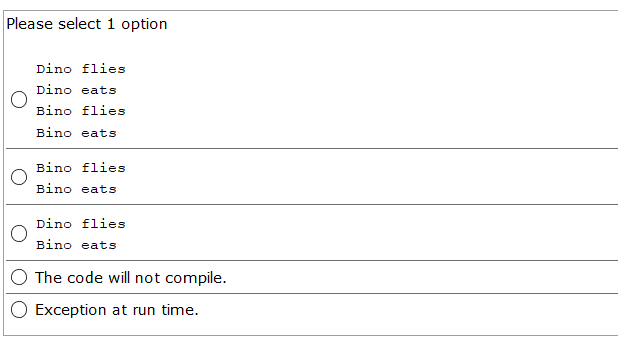 Please select 1 option
Dino flies
Dino eats
Bino flies
Bino eats
Bino flies
Bino eats
Dino flies
Bino eats
The code will not compile.
Exception at run time.